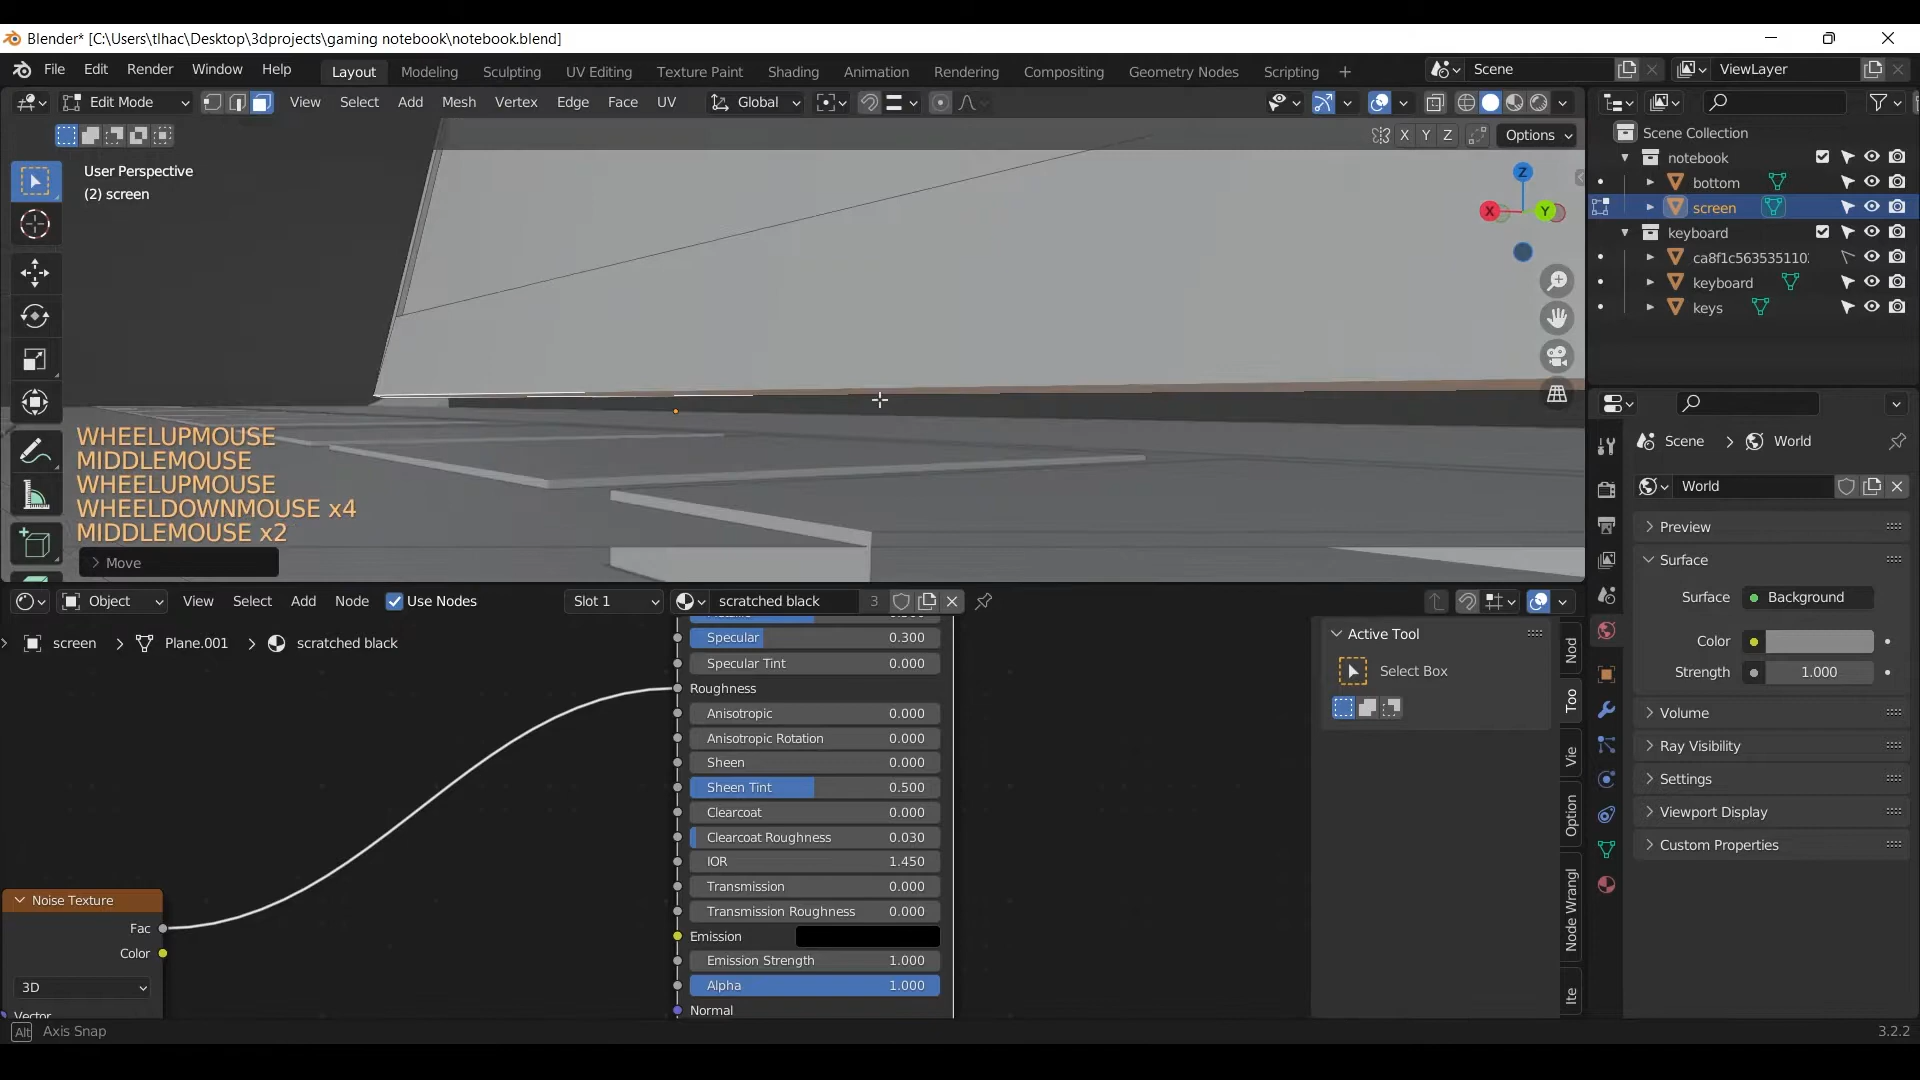 Blender* [C:\Users\tlhac\Desktop\3dprojects\gaming notebook\notebook.blend]
File Edit Render Window Help Layout Modeling Sculpting UV Editing Texture Paint Shading Animation Rendering Compositing Geometry Nodes Scripting + Scene ViewLayer
Edit Mode View Select Add Mesh Vertex Edge Face UV Global
X Y Z Options
User Perspective
(2) screen
Z
X Y
Scene Collection
notebook
bottom
screen
keyboard
ca8f1c563535110
keyboard
keys
WHEELUPMOUSE
MIDDLEMOUSE
WHEELUPMOUSE
WHEELDOWNMOUSE x4
MIDDLEMOUSE x2
Move
Scene > World
World
Preview
Surface
Surface Background
Color
Strength 1.000
Volume
Ray Visibility
Settings
Viewport Display
Custom Properties
Object View Select Add Node Use Nodes Slot 1 scratched black 3
screen > Plane.001 > scratched black
Specular 0.300
Specular Tint 0.000
Roughness
Anisotropic 0.000
Anisotropic Rotation 0.000
Sheen 0.000
Sheen Tint 0.500
Clearcoat 0.000
Clearcoat Roughness 0.030
IOR 1.450
Transmission 0.000
Transmission Roughness 0.000
Emission
Emission Strength 1.000
Alpha 1.000
Normal
Noise Texture
Fac
Color
3D
Vector
Active Tool
Select Box
Nod
Too
Vie
Option
Node Wrangl
Ite
Alt Axis Snap
3.2.2